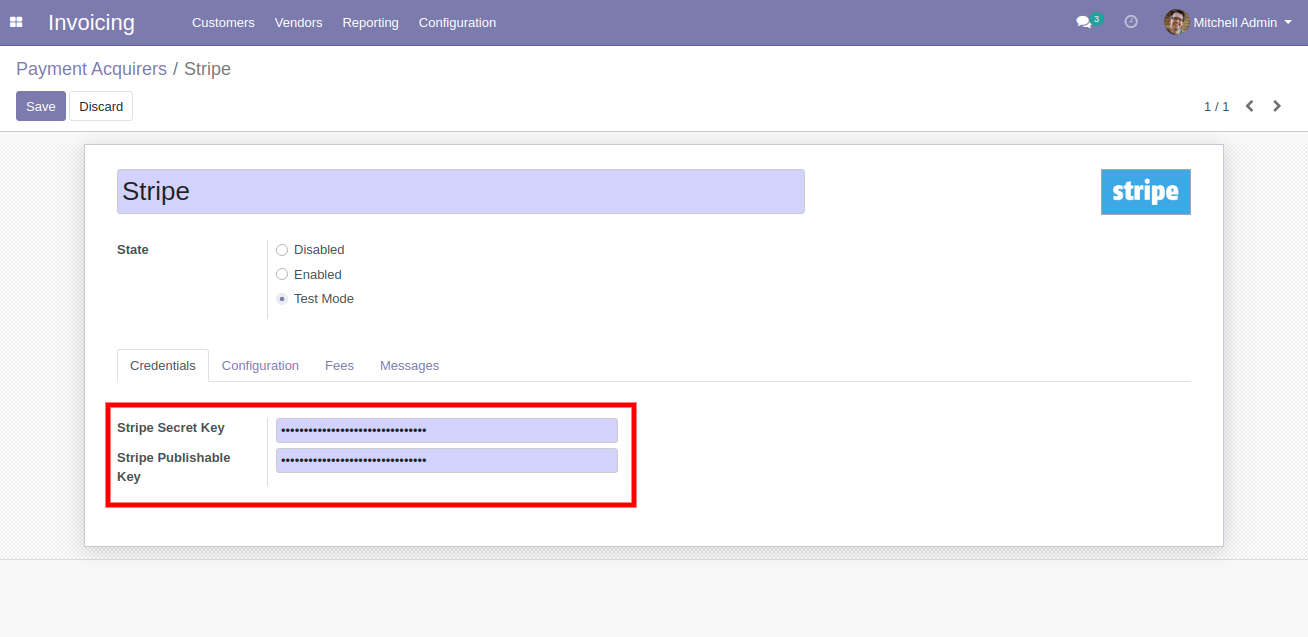 Invoicing Customers Vendors Reporting Configuration 3 Mitchell Admin
Payment Acquirers / Stripe
Save Discard 1 / 1
Stripe stripe
State Disabled
Enabled
Test Mode
Credentials Configuration Fees Messages
Stripe Secret Key ••••••••••••••••••••••••••••••••
Stripe Publishable ••••••••••••••••••••••••••••••••
Key